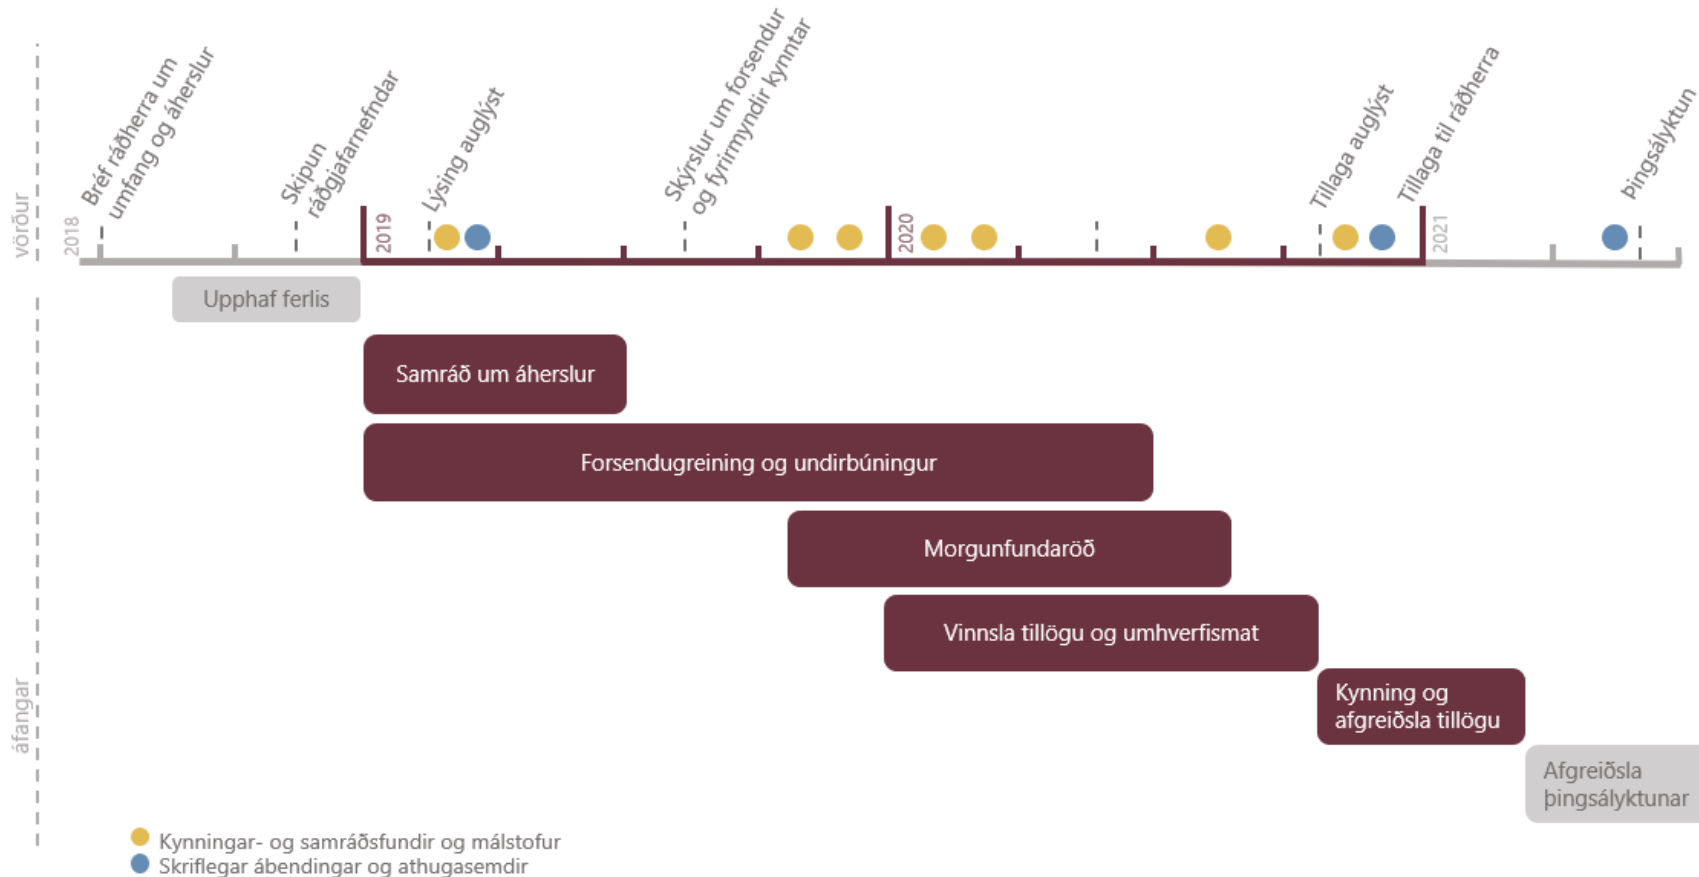 vörður
2018
Bréf ráðherra um
umfang og áherslur
Skipun
ráðgjafarnefndar
2019
Lýsing auglýst
Skýrslur um forsendur
og fyrirmyndir kynntar
2020
Tillaga auglýst
Tillaga til ráðherra
2021
Þingsályktun
Upphaf ferlis
Samráð um áherslur
Forsendugreining og undirbúningur
Morgunfundaröð
Vinnsla tillögu og umhverfismat
áfangar
Kynning og
afgreiðsla tillögu
Afgreiðsla
þingsályktunar
Kynningar- og samráðsfundir og málstofur
Skriflegar ábendingar og athugasemdir